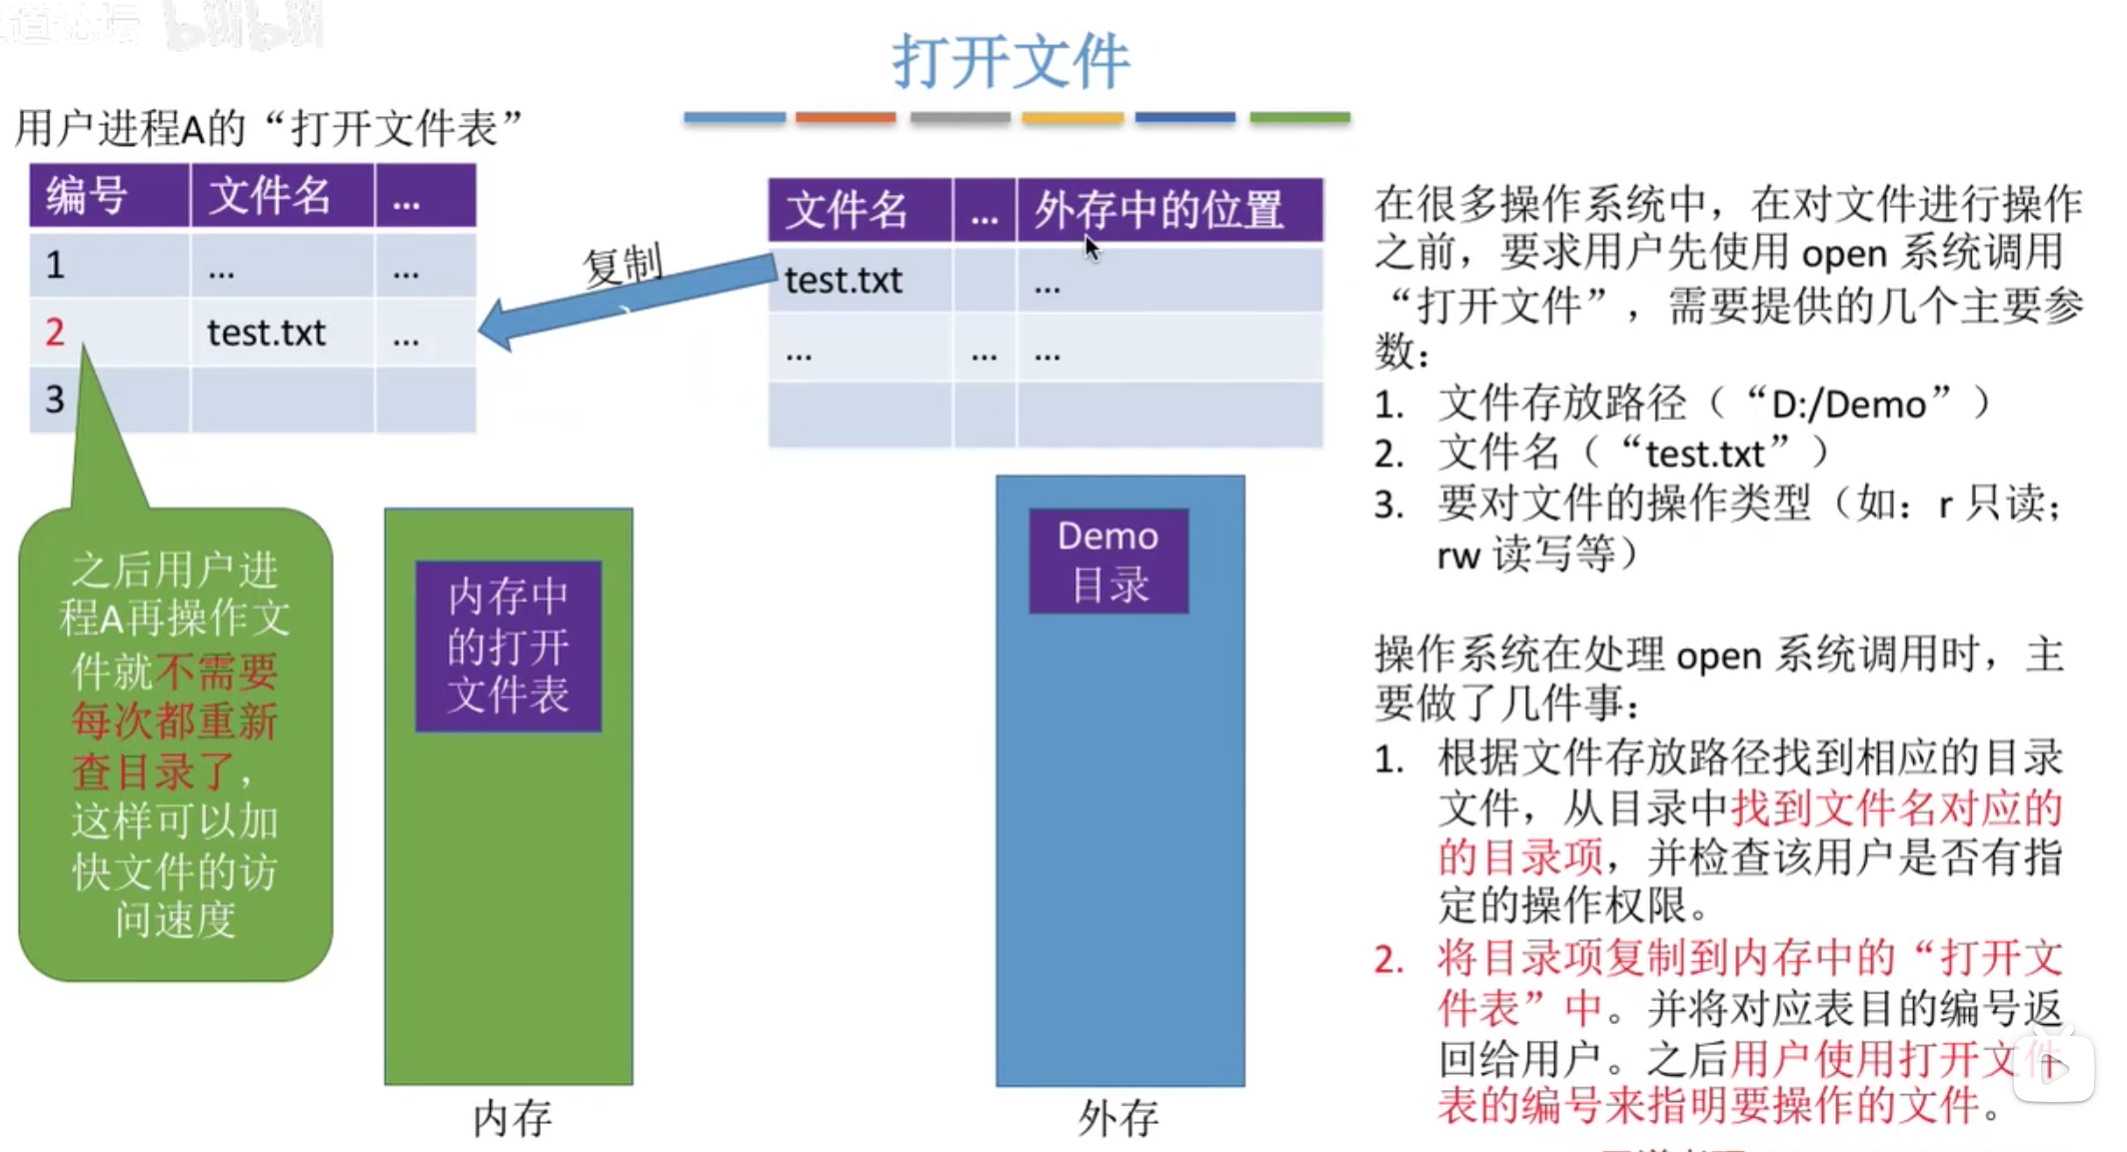 bilibili
打开文件
用户进程A的“打开文件表”
编号 文件名 ...
1 ... ...
2 test.txt ...
3
复制
文件名 ... 外存中的位置
test.txt ...
... ... ...
之后用户进
程A再操作文
件就不需要
每次都重新
查目录了，
这样可以加
快文件的访
问速度
内存中
的打开
文件表
内存
Demo
目录
外存
在很多操作系统中，在对文件进行操作
之前，要求用户先使用 open 系统调用
“打开文件”，需要提供的几个主要参
数：
1. 文件存放路径（“D:/Demo”）
2. 文件名（“test.txt”）
3. 要对文件的操作类型（如：r 只读；
rw 读写等）
操作系统在处理 open 系统调用时，主
要做了几件事：
1. 根据文件存放路径找到相应的目录
文件，从目录中找到文件名对应的
的目录项，并检查该用户是否有指
定的操作权限。
2. 将目录项复制到内存中的“打开文
件表”中。并将对应表目的编号返
回给用户。之后用户使用打开文件
表的编号来指明要操作的文件。